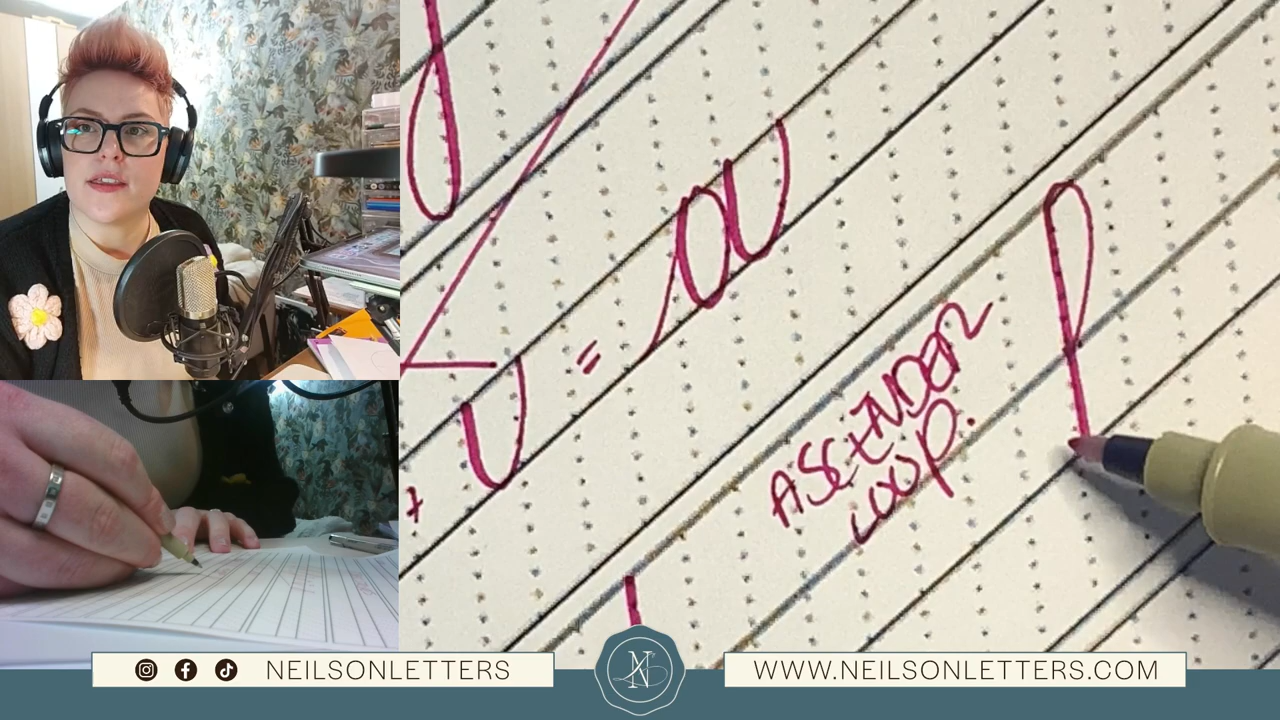 + u = a
ASCENDER
LOOP.
NEILSONLETTERS
N
WWW.NEILSONLETTERS.COM